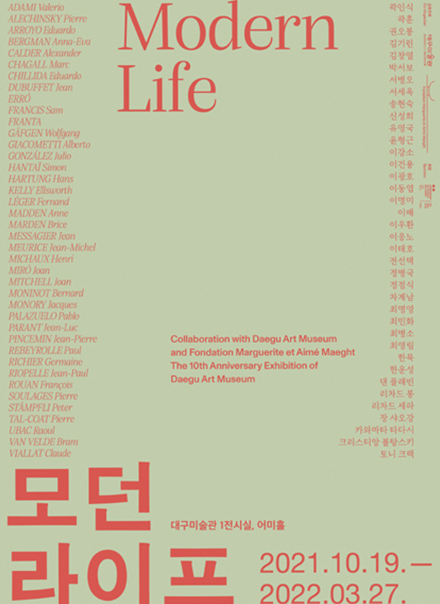 Modern
Life
ADAMI Valerio
ALECHINSKY Pierre
ARROYO Eduardo
BERGMAN Anna-Eva
CALDER Alexander
CHAGALL Marc
CHILLIDA Eduardo
DUBUFFET Jean
ERRÓ
FRANCIS Sam
FRANTA
GÄFGEN Wolfgang
GIACOMETTI Alberto
GONZÁLEZ Julio
HANTAÏ Simon
HARTUNG Hans
KELLY Ellsworth
LÉGER Fernand
MADDEN Anne
MARDEN Brice
MESSAGIER Jean
MEURICE Jean-Michel
MICHAUX Henri
MIRÓ Joan
MITCHELL Joan
MONINOT Bernard
MONORY Jacques
PALAZUELO Pablo
PARANT Jean-Luc
PINCEMIN Jean-Pierre
REBEYROLLE Paul
RICHIER Germaine
RIOPELLE Jean-Paul
ROUAN François
SOULAGES Pierre
STÄMPFLI Peter
TAL-COAT Pierre
UBAC Raoul
VAN VELDE Bram
VIALLAT Claude
곽인식
곽훈
권오봉
김기린
김창열
박서보
서병오
서세옥
송현숙
신성희
유영국
윤형근
이강소
이건용
이광호
이동엽
이명미
이배
이우환
이응노
이태호
전선택
정병국
정점식
차계남
최명영
최민화
최병소
최영림
한묵
한운성
댄 플래빈
리차드 롱
리차드 세라
장 샤오강
카와마타 타다시
크리스티앙 볼탕스키
토니 크랙
Collaboration with Daegu Art Museum
and Fondation Marguerite et Aimé Maeght
The 10th Anniversary Exhibition of
Daegu Art Museum
모던
라이프
대구미술관 1전시실, 어미홀
2021.10.19.—
2022.03.27.